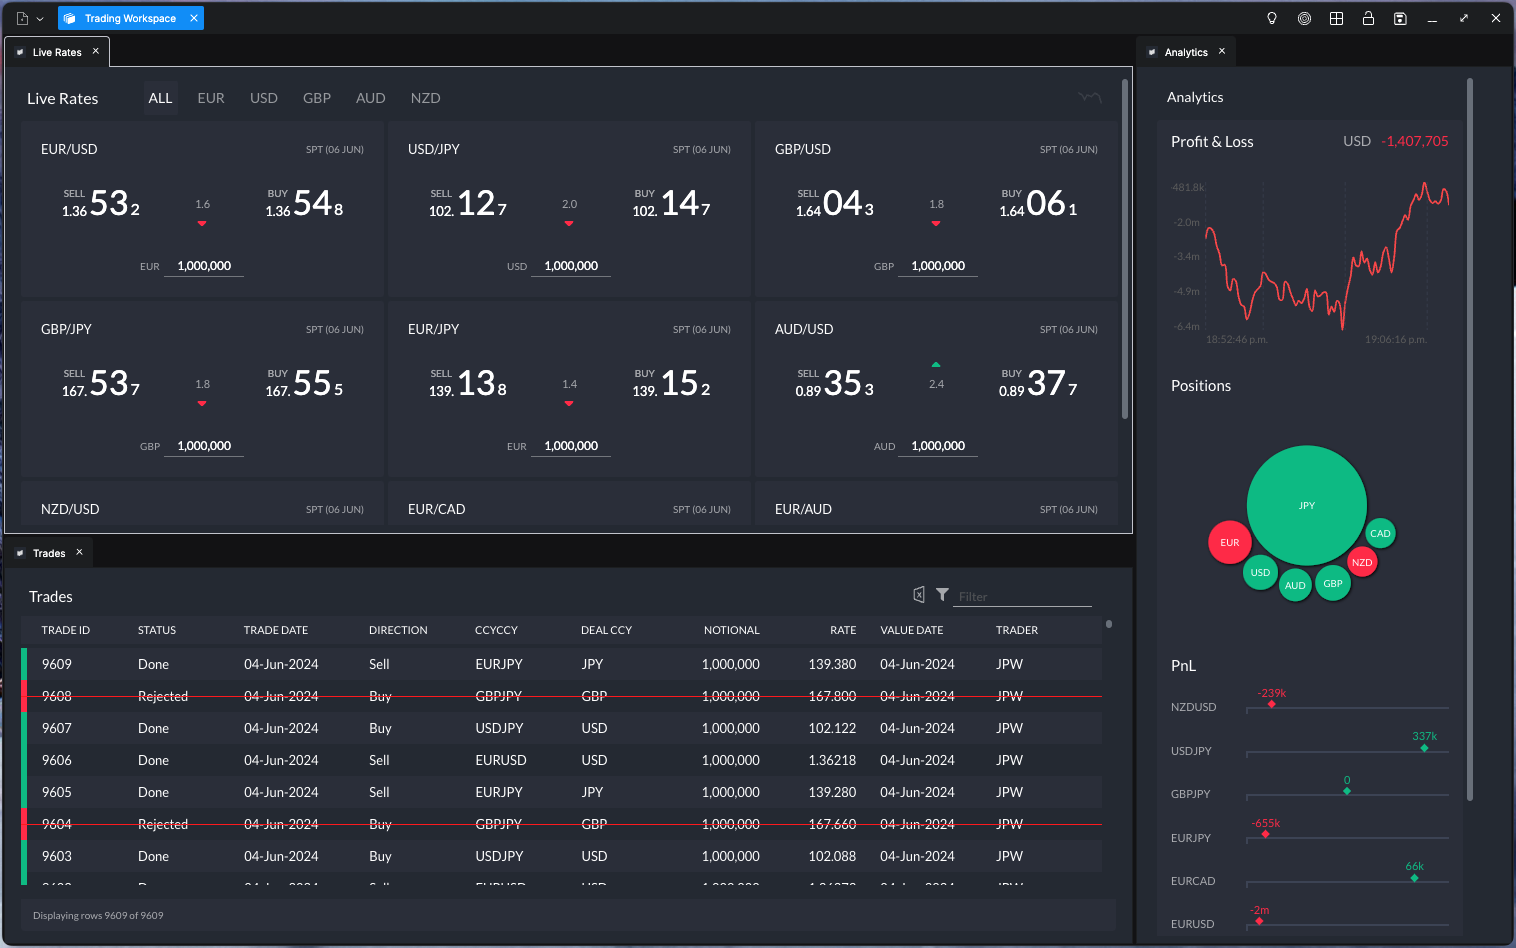 Trading Workspace
Live Rates
Analytics
Live Rates
ALL EUR USD GBP AUD NZD
EUR/USD SPT (06 JUN)
SELL 1.36 53 2
1.6
BUY 1.36 54 8
EUR 1,000,000
USD/JPY SPT (06 JUN)
SELL 102. 12 7
2.0
BUY 102. 14 7
USD 1,000,000
GBP/USD SPT (06 JUN)
SELL 1.64 04 3
1.8
BUY 1.64 06 1
GBP 1,000,000
GBP/JPY SPT (06 JUN)
SELL 167. 53 7
1.8
BUY 167. 55 5
GBP 1,000,000
EUR/JPY SPT (06 JUN)
SELL 139. 13 8
1.4
BUY 139. 15 2
EUR 1,000,000
AUD/USD SPT (06 JUN)
SELL 0.89 35 3
2.4
BUY 0.89 37 7
AUD 1,000,000
NZD/USD SPT (06 JUN)
EUR/CAD SPT (06 JUN)
EUR/AUD SPT (06 JUN)
Trades
Trades
Filter
TRADE ID STATUS TRADE DATE DIRECTION CCYCCY DEAL CCY NOTIONAL RATE VALUE DATE TRADER
9609 Done 04-Jun-2024 Sell EURJPY JPY 1,000,000 139.380 04-Jun-2024 JPW
9608 Rejected 04-Jun-2024 Buy GBPJPY GBP 1,000,000 167.800 04-Jun-2024 JPW
9607 Done 04-Jun-2024 Buy USDJPY USD 1,000,000 102.122 04-Jun-2024 JPW
9606 Done 04-Jun-2024 Sell EURUSD USD 1,000,000 1.36218 04-Jun-2024 JPW
9605 Done 04-Jun-2024 Sell EURJPY JPY 1,000,000 139.280 04-Jun-2024 JPW
9604 Rejected 04-Jun-2024 Buy GBPJPY GBP 1,000,000 167.660 04-Jun-2024 JPW
9603 Done 04-Jun-2024 Buy USDJPY USD 1,000,000 102.088 04-Jun-2024 JPW
Displaying rows 9609 of 9609
Analytics
Profit & Loss USD -1,407,705
-481.8k
-2.0m
-3.4m
-4.9m
-6.4m
18:52:46 p.m. 19:06:16 p.m.
Positions
JPY
EUR
USD
AUD
GBP
NZD
CAD
PnL
NZDUSD -239k
USDJPY 337k
GBPJPY 0
EURJPY -655k
EURCAD 66k
EURUSD -2m